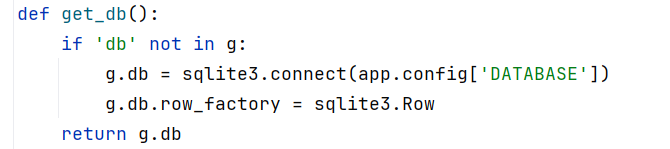 def get_db():
    if 'db' not in g:
        g.db = sqlite3.connect(app.config['DATABASE'])
        g.db.row_factory = sqlite3.Row
    return g.db